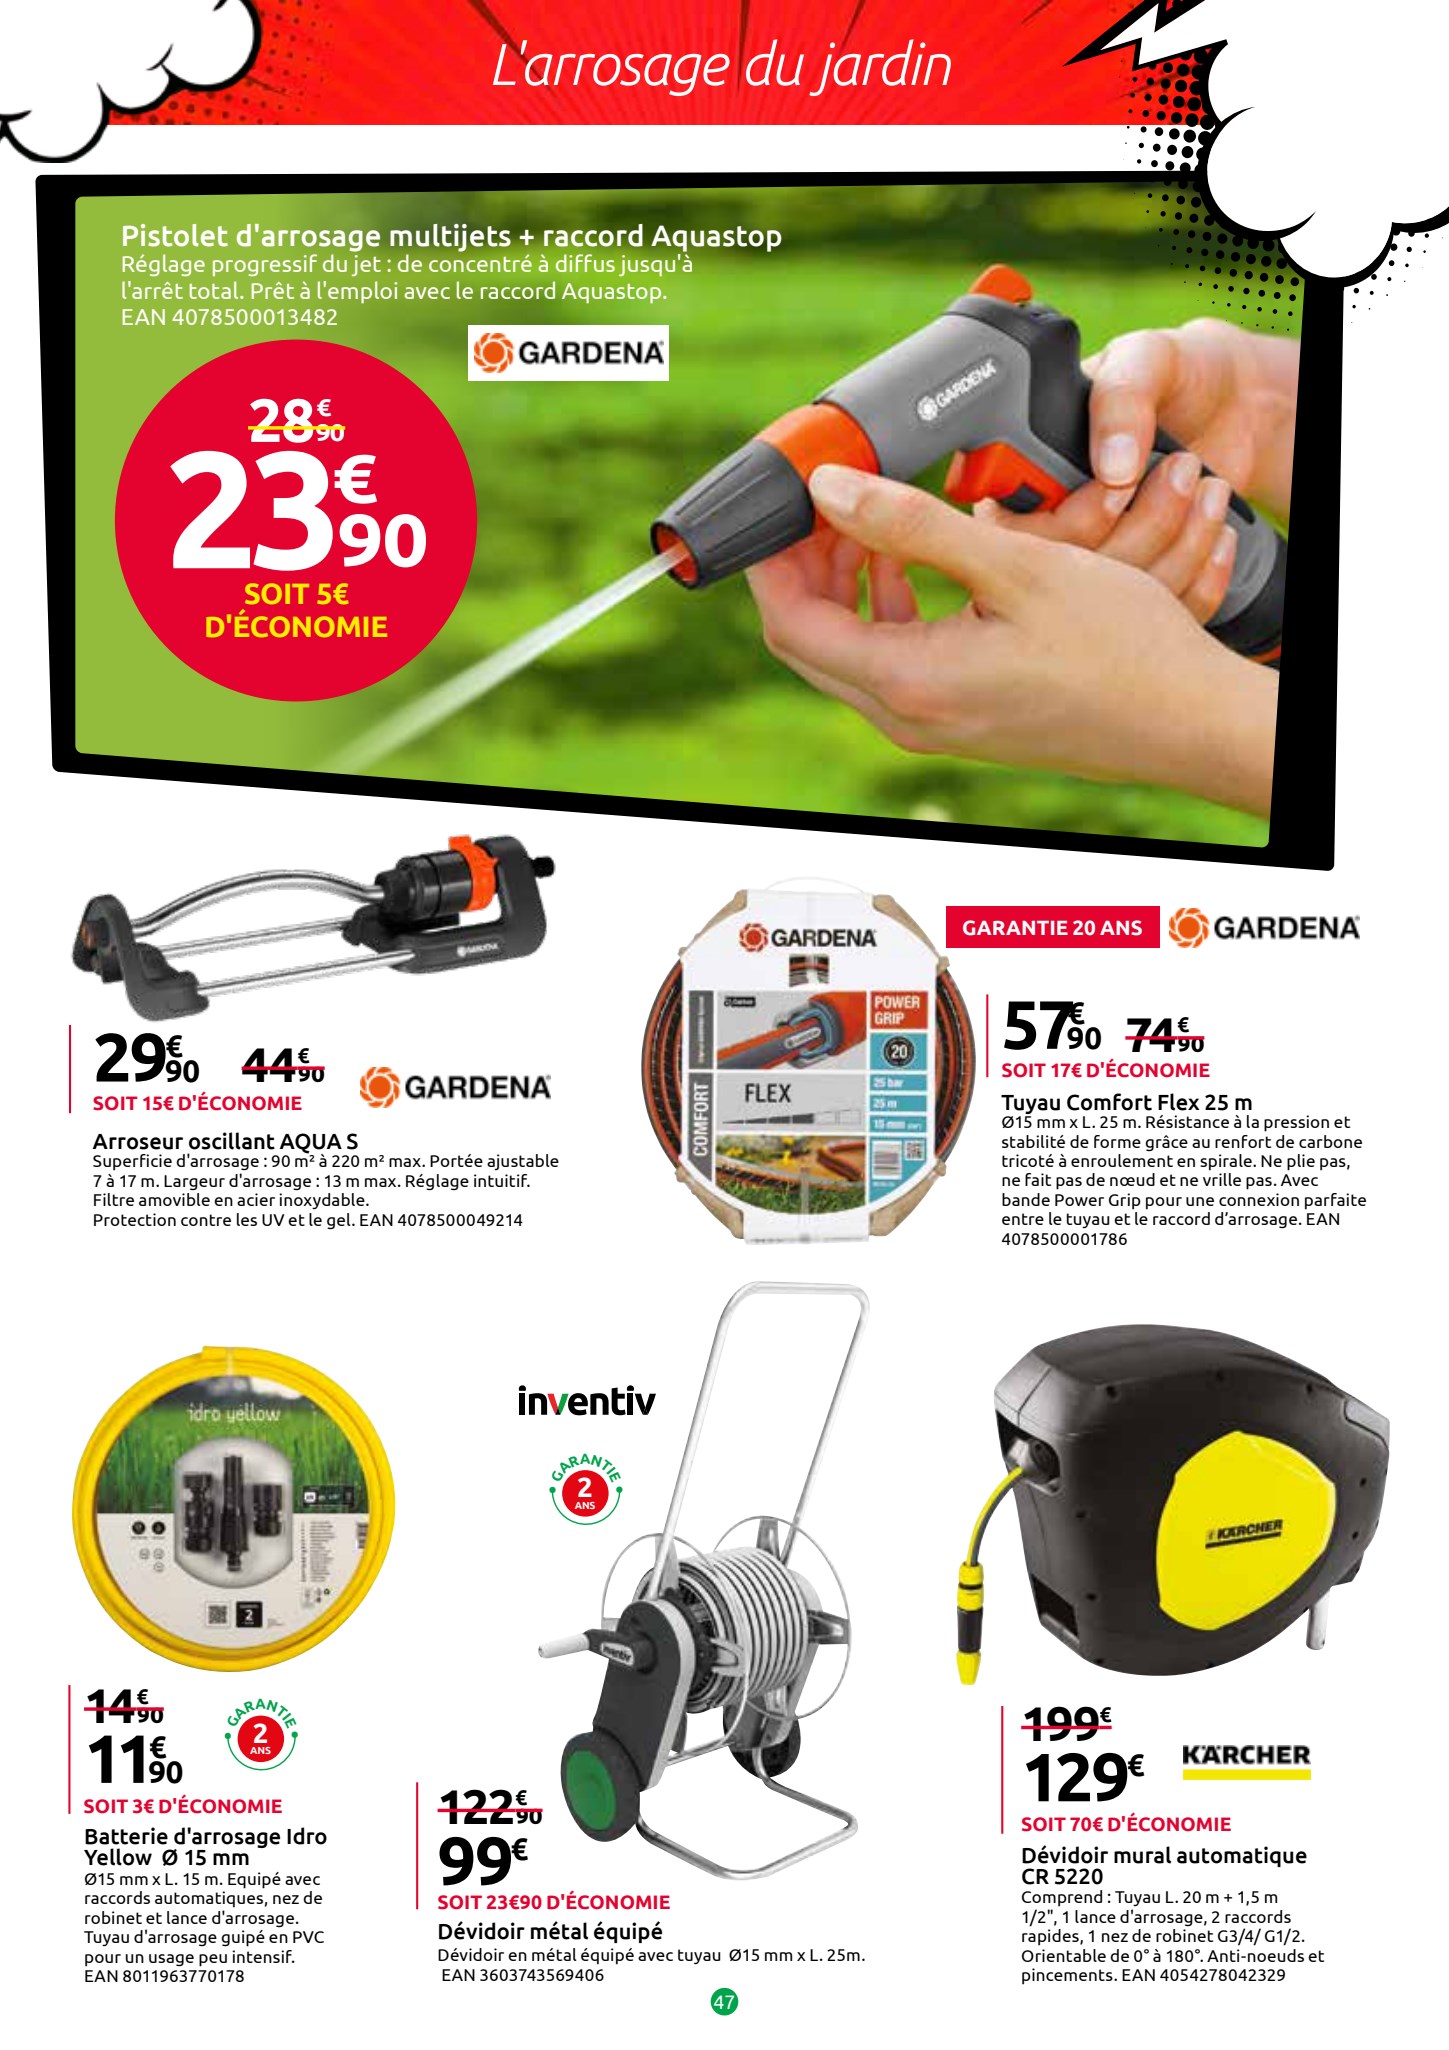 L'arrosage du jardin
Pistolet d'arrosage multijets + raccord Aquastop
Réglage progressif du jet : de concentré à diffus jusqu'à
l'arrêt total. Prêt à l'emploi avec le raccord Aquastop.
EAN 4078500013482
GARDENA
28€90
23€90
SOIT 5€
D'ÉCONOMIE
GARDENA
GARDENA
29€90 44€90
SOIT 15€ D'ÉCONOMIE
GARDENA
Arroseur oscillant AQUA S
Superficie d'arrosage : 90 m² à 220 m² max. Portée ajustable
7 à 17 m. Largeur d'arrosage : 13 m max. Réglage intuitif.
Filtre amovible en acier inoxydable.
Protection contre les UV et le gel. EAN 4078500049214
GARDENA
POWER
GRIP
20
FLEX
COMFORT
25 bar
25 m
15 mm
GARANTIE 20 ANS
GARDENA
57€90 74€90
SOIT 17€ D'ÉCONOMIE
Tuyau Comfort Flex 25 m
Ø15 mm x L. 25 m. Résistance à la pression et
stabilité de forme grâce au renfort de carbone
tricoté à enroulement en spirale. Ne plie pas,
ne fait pas de nœud et ne vrille pas. Avec
bande Power Grip pour une connexion parfaite
entre le tuyau et le raccord d’arrosage. EAN
4078500001786
idro yellow
2
14€90
11€90
GARANTIE
2
ANS
SOIT 3€ D'ÉCONOMIE
Batterie d'arrosage Idro
Yellow Ø 15 mm
Ø15 mm x L. 15 m. Equipé avec
raccords automatiques, nez de
robinet et lance d'arrosage.
Tuyau d'arrosage guipé en PVC
pour un usage peu intensif.
EAN 8011963770178
inventiv
GARANTIE
2
ANS
inventiv
122€90
99€
SOIT 23€90 D'ÉCONOMIE
Dévidoir métal équipé
Dévidoir en métal équipé avec tuyau Ø15 mm x L. 25m.
EAN 3603743569406
KÄRCHER
199€
129€
KÄRCHER
SOIT 70€ D'ÉCONOMIE
Dévidoir mural automatique
CR 5220
Comprend : Tuyau L. 20 m + 1,5 m
1/2", 1 lance d'arrosage, 2 raccords
rapides, 1 nez de robinet G3/4/ G1/2.
Orientable de 0° à 180°. Anti-noeuds et
pincements. EAN 4054278042329
47